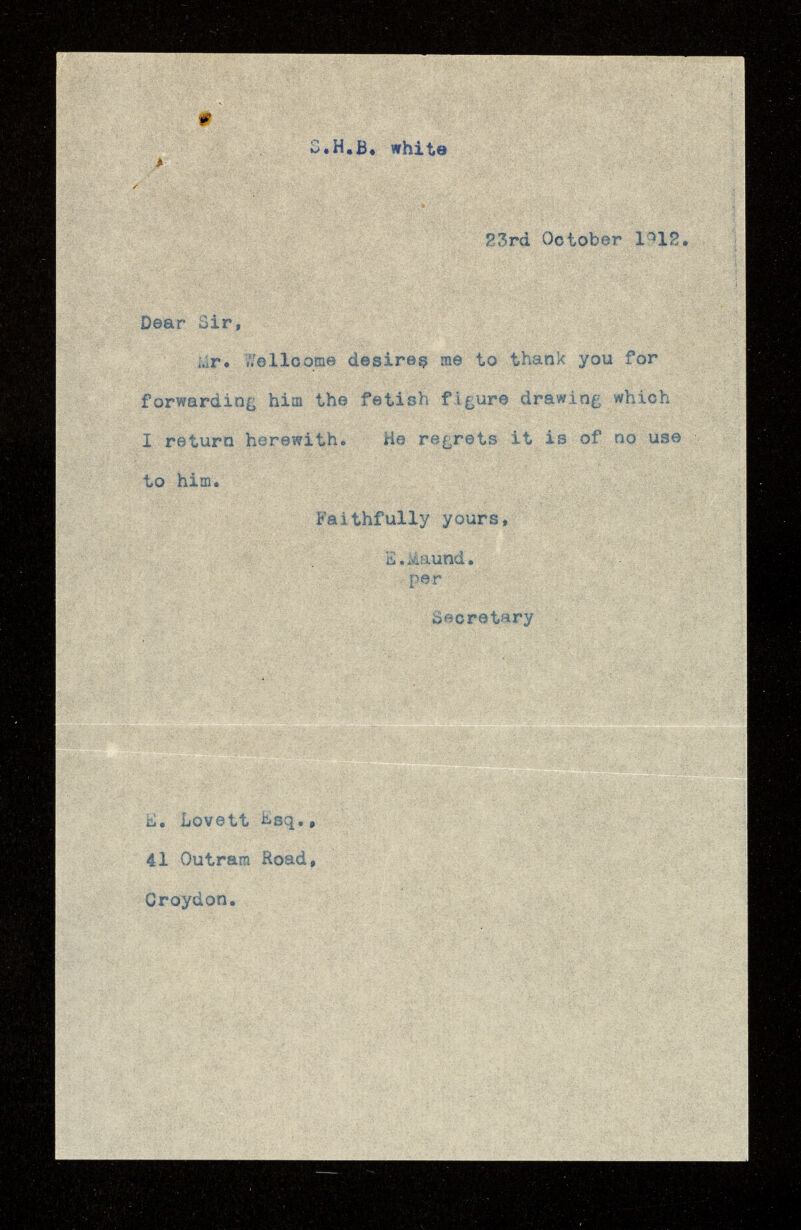 S.H.B. white
23rd October 1912.
Dear Sir,
Mr. Wellcome desires me to thank you for
forwarding him the fetish figure drawing which
I return herewith. He regrets it is of no use
to him.
Faithfully yours,
E.Maund.
per
Secretary
E. Lovett Esq.,
41 Outram Road,
Croydon.